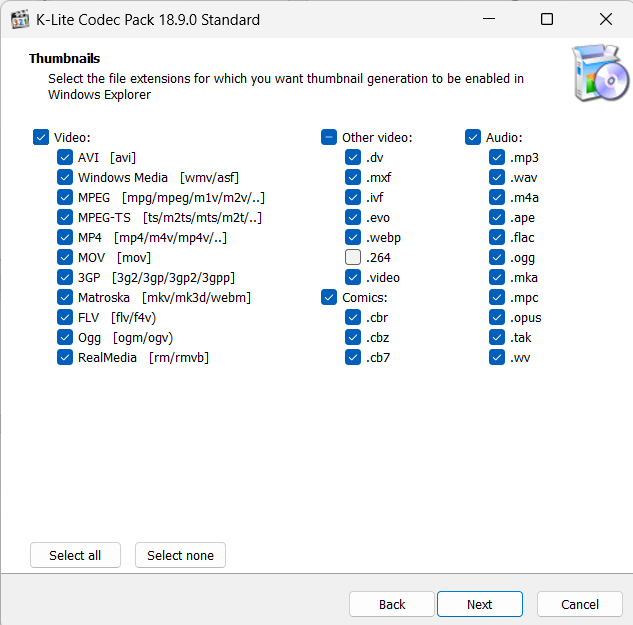 K-Lite Codec Pack 18.9.0 Standard
Thumbnails
Select the file extensions for which you want thumbnail generation to be enabled in
Windows Explorer
Video:
AVI [avi]
Windows Media [wmv/asf]
MPEG [mpg/mpeg/m1v/m2v/..]
MPEG-TS [ts/m2ts/mts/m2t/..]
MP4 [mp4/m4v/mp4v/..]
MOV [mov]
3GP [3g2/3gp/3gp2/3gpp]
Matroska [mkv/mk3d/webm]
FLV [flv/f4v)
Ogg [ogm/ogv)
RealMedia [rm/rmvb]
Other video:
.dv
.mxf
.ivf
.evo
.webp
.264
.video
Comics:
.cbr
.cbz
.cb7
Audio:
.mp3
.wav
.m4a
.ape
.flac
.ogg
.mka
.mpc
.opus
.tak
.wv
Select all
Select none
Back
Next
Cancel